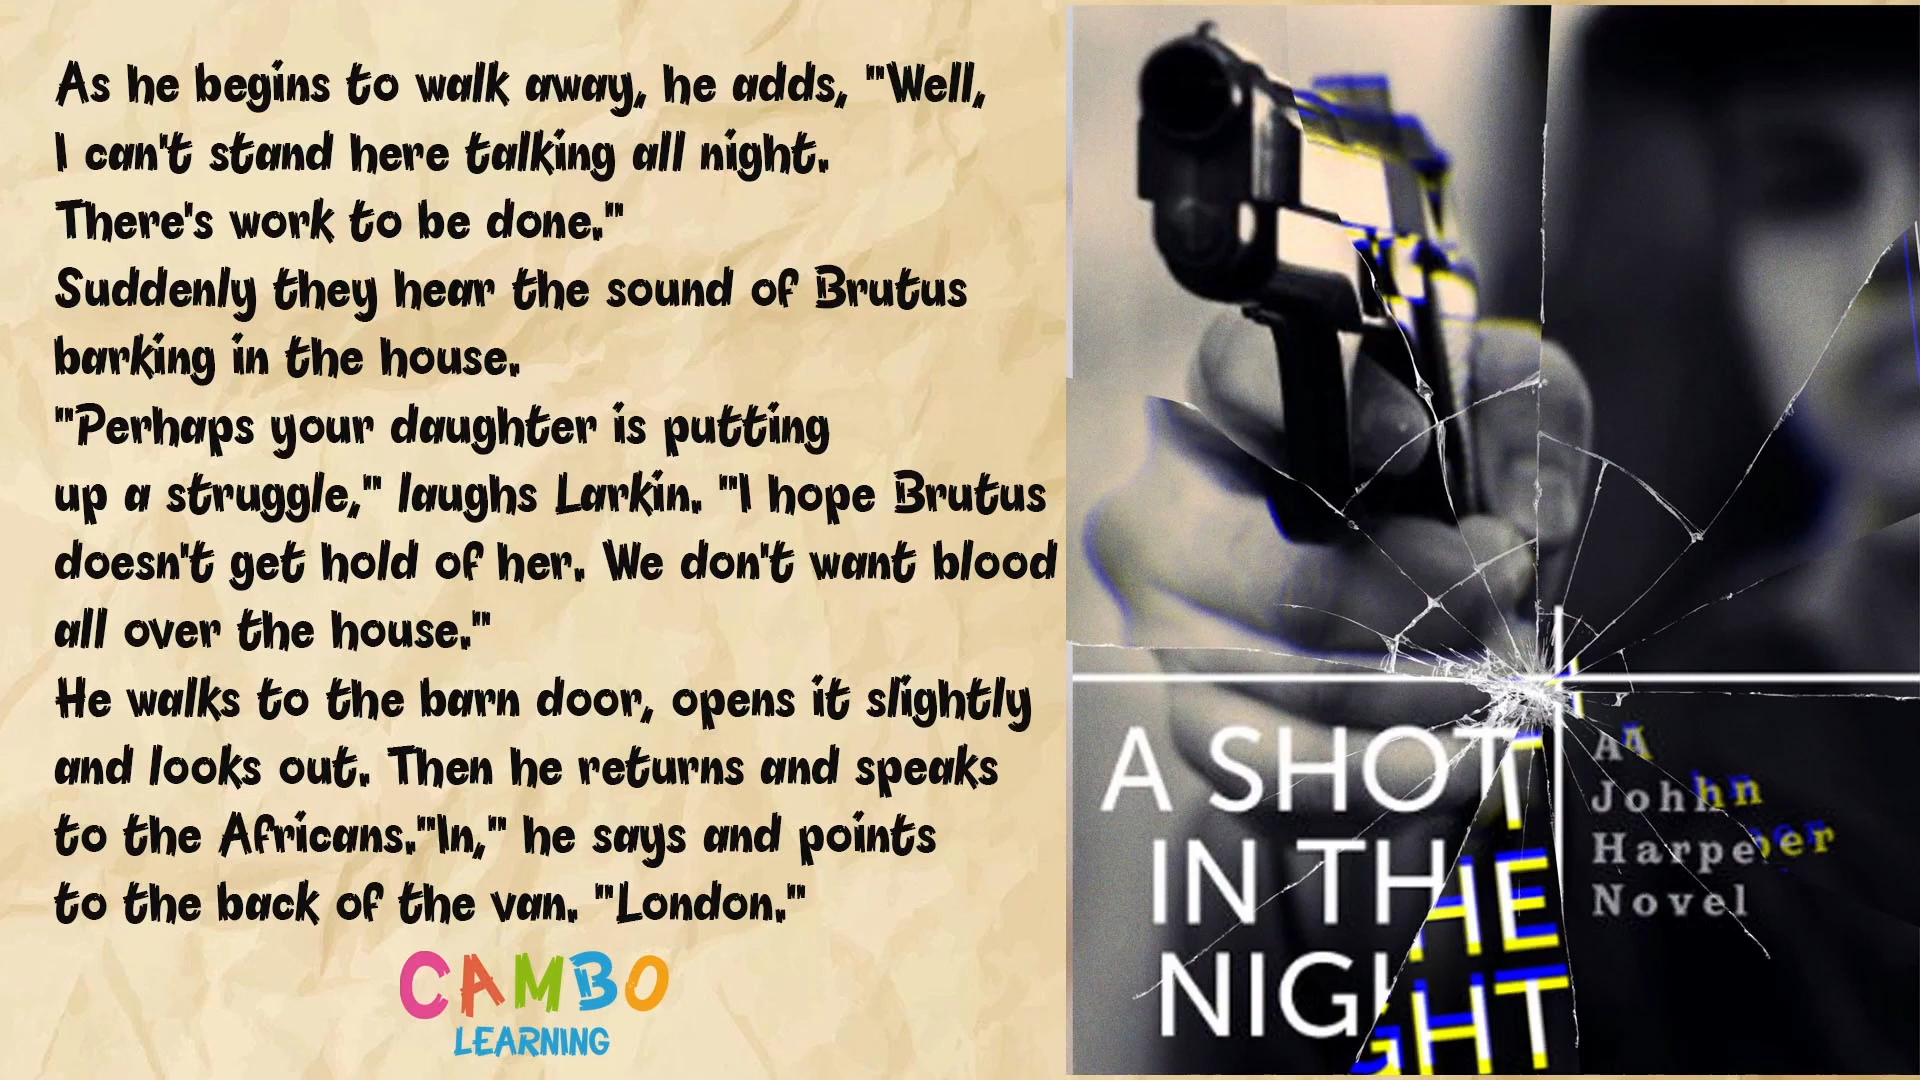 As he begins to walk away, he adds, "'Well,
I can't stand here talking all night.
There's work to be done.'"
Suddenly they hear the sound of Brutus
barking in the house.
"'Perhaps your daughter is putting
up a struggle,'" laughs Larkin. "'I hope Brutus
doesn't get hold of her. We don't want blood
all over the house.'"
He walks to the barn door, opens it slightly
and looks out. Then he returns and speaks
to the Africans."'In,'" he says and points
to the back of the van. "'London.'"
CAMBO
LEARNING
A SHOT
IN THE
NIGHT
A
John
Harper
Novel